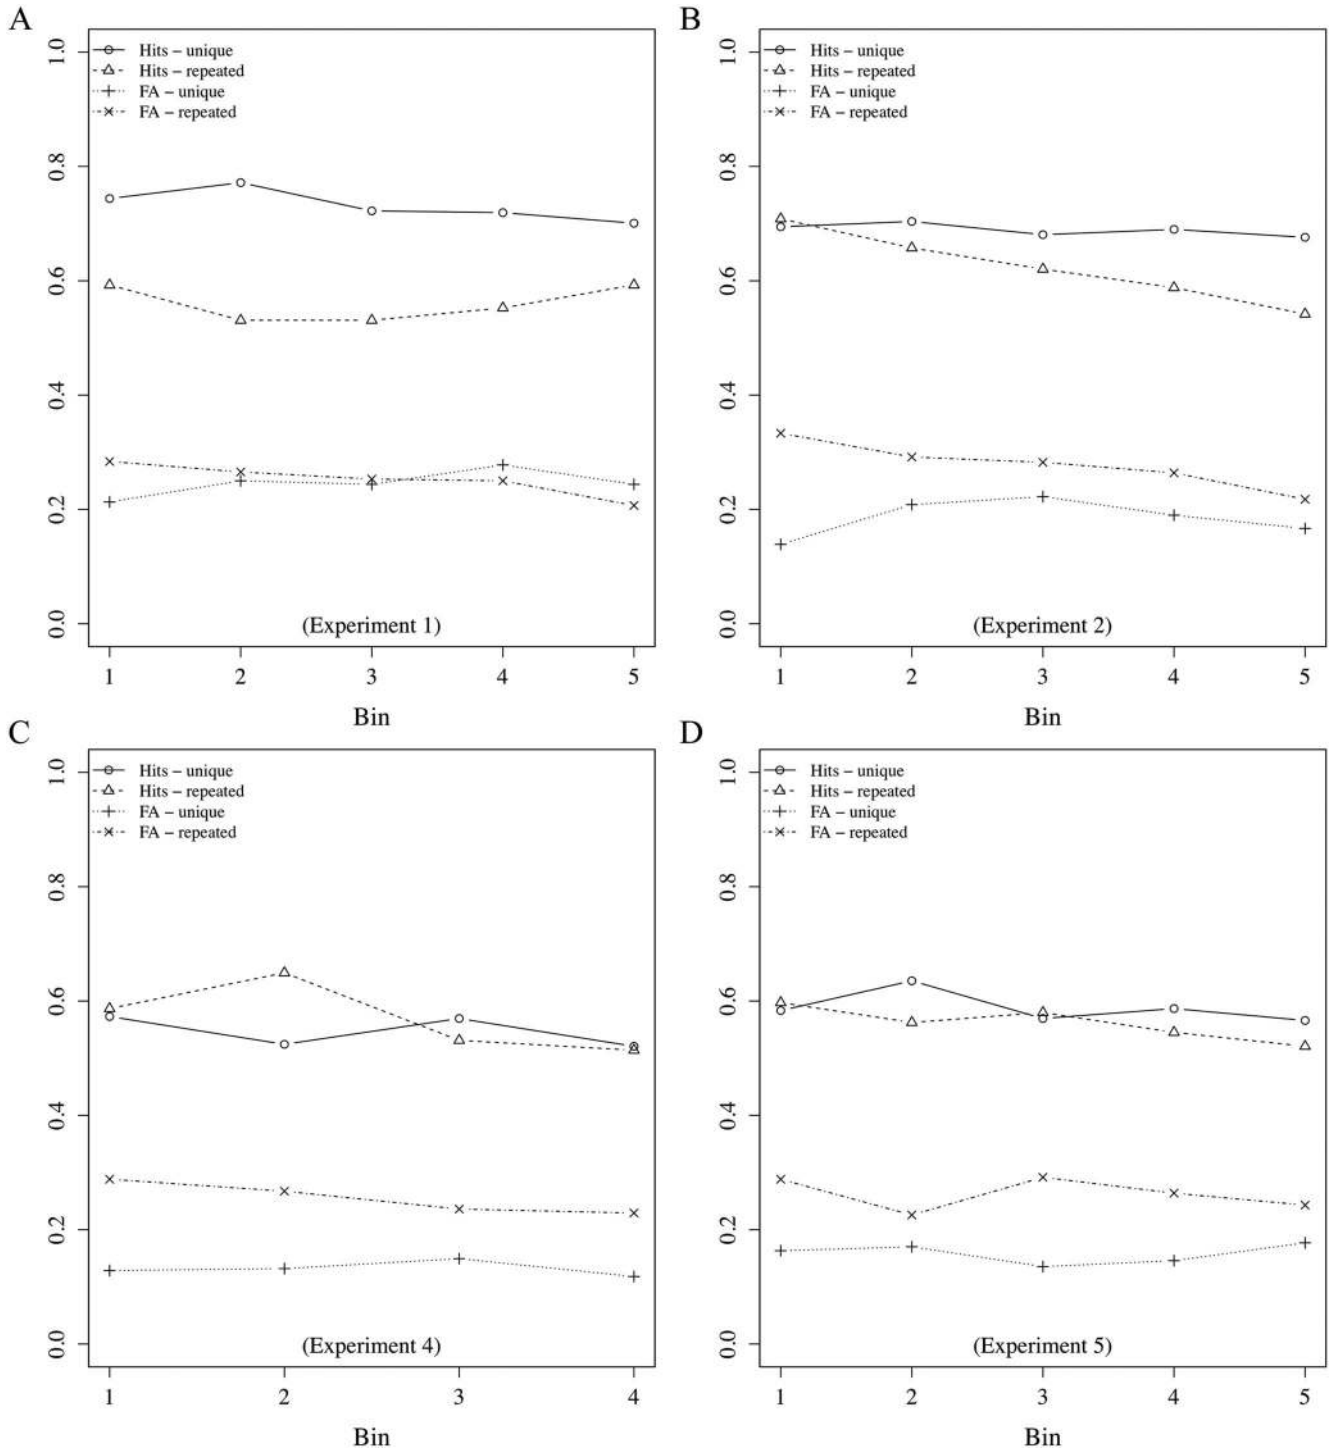 A
Hits – unique
Hits – repeated
FA – unique
FA – repeated
1.0
0.8
0.6
0.4
0.2
0.0
(Experiment 1)
1 2 3 4 5
Bin
B
Hits – unique
Hits – repeated
FA – unique
FA – repeated
1.0
0.8
0.6
0.4
0.2
0.0
(Experiment 2)
1 2 3 4 5
Bin
C
Hits – unique
Hits – repeated
FA – unique
FA – repeated
1.0
0.8
0.6
0.4
0.2
0.0
(Experiment 4)
1 2 3 4
Bin
D
Hits – unique
Hits – repeated
FA – unique
FA – repeated
1.0
0.8
0.6
0.4
0.2
0.0
(Experiment 5)
1 2 3 4 5
Bin